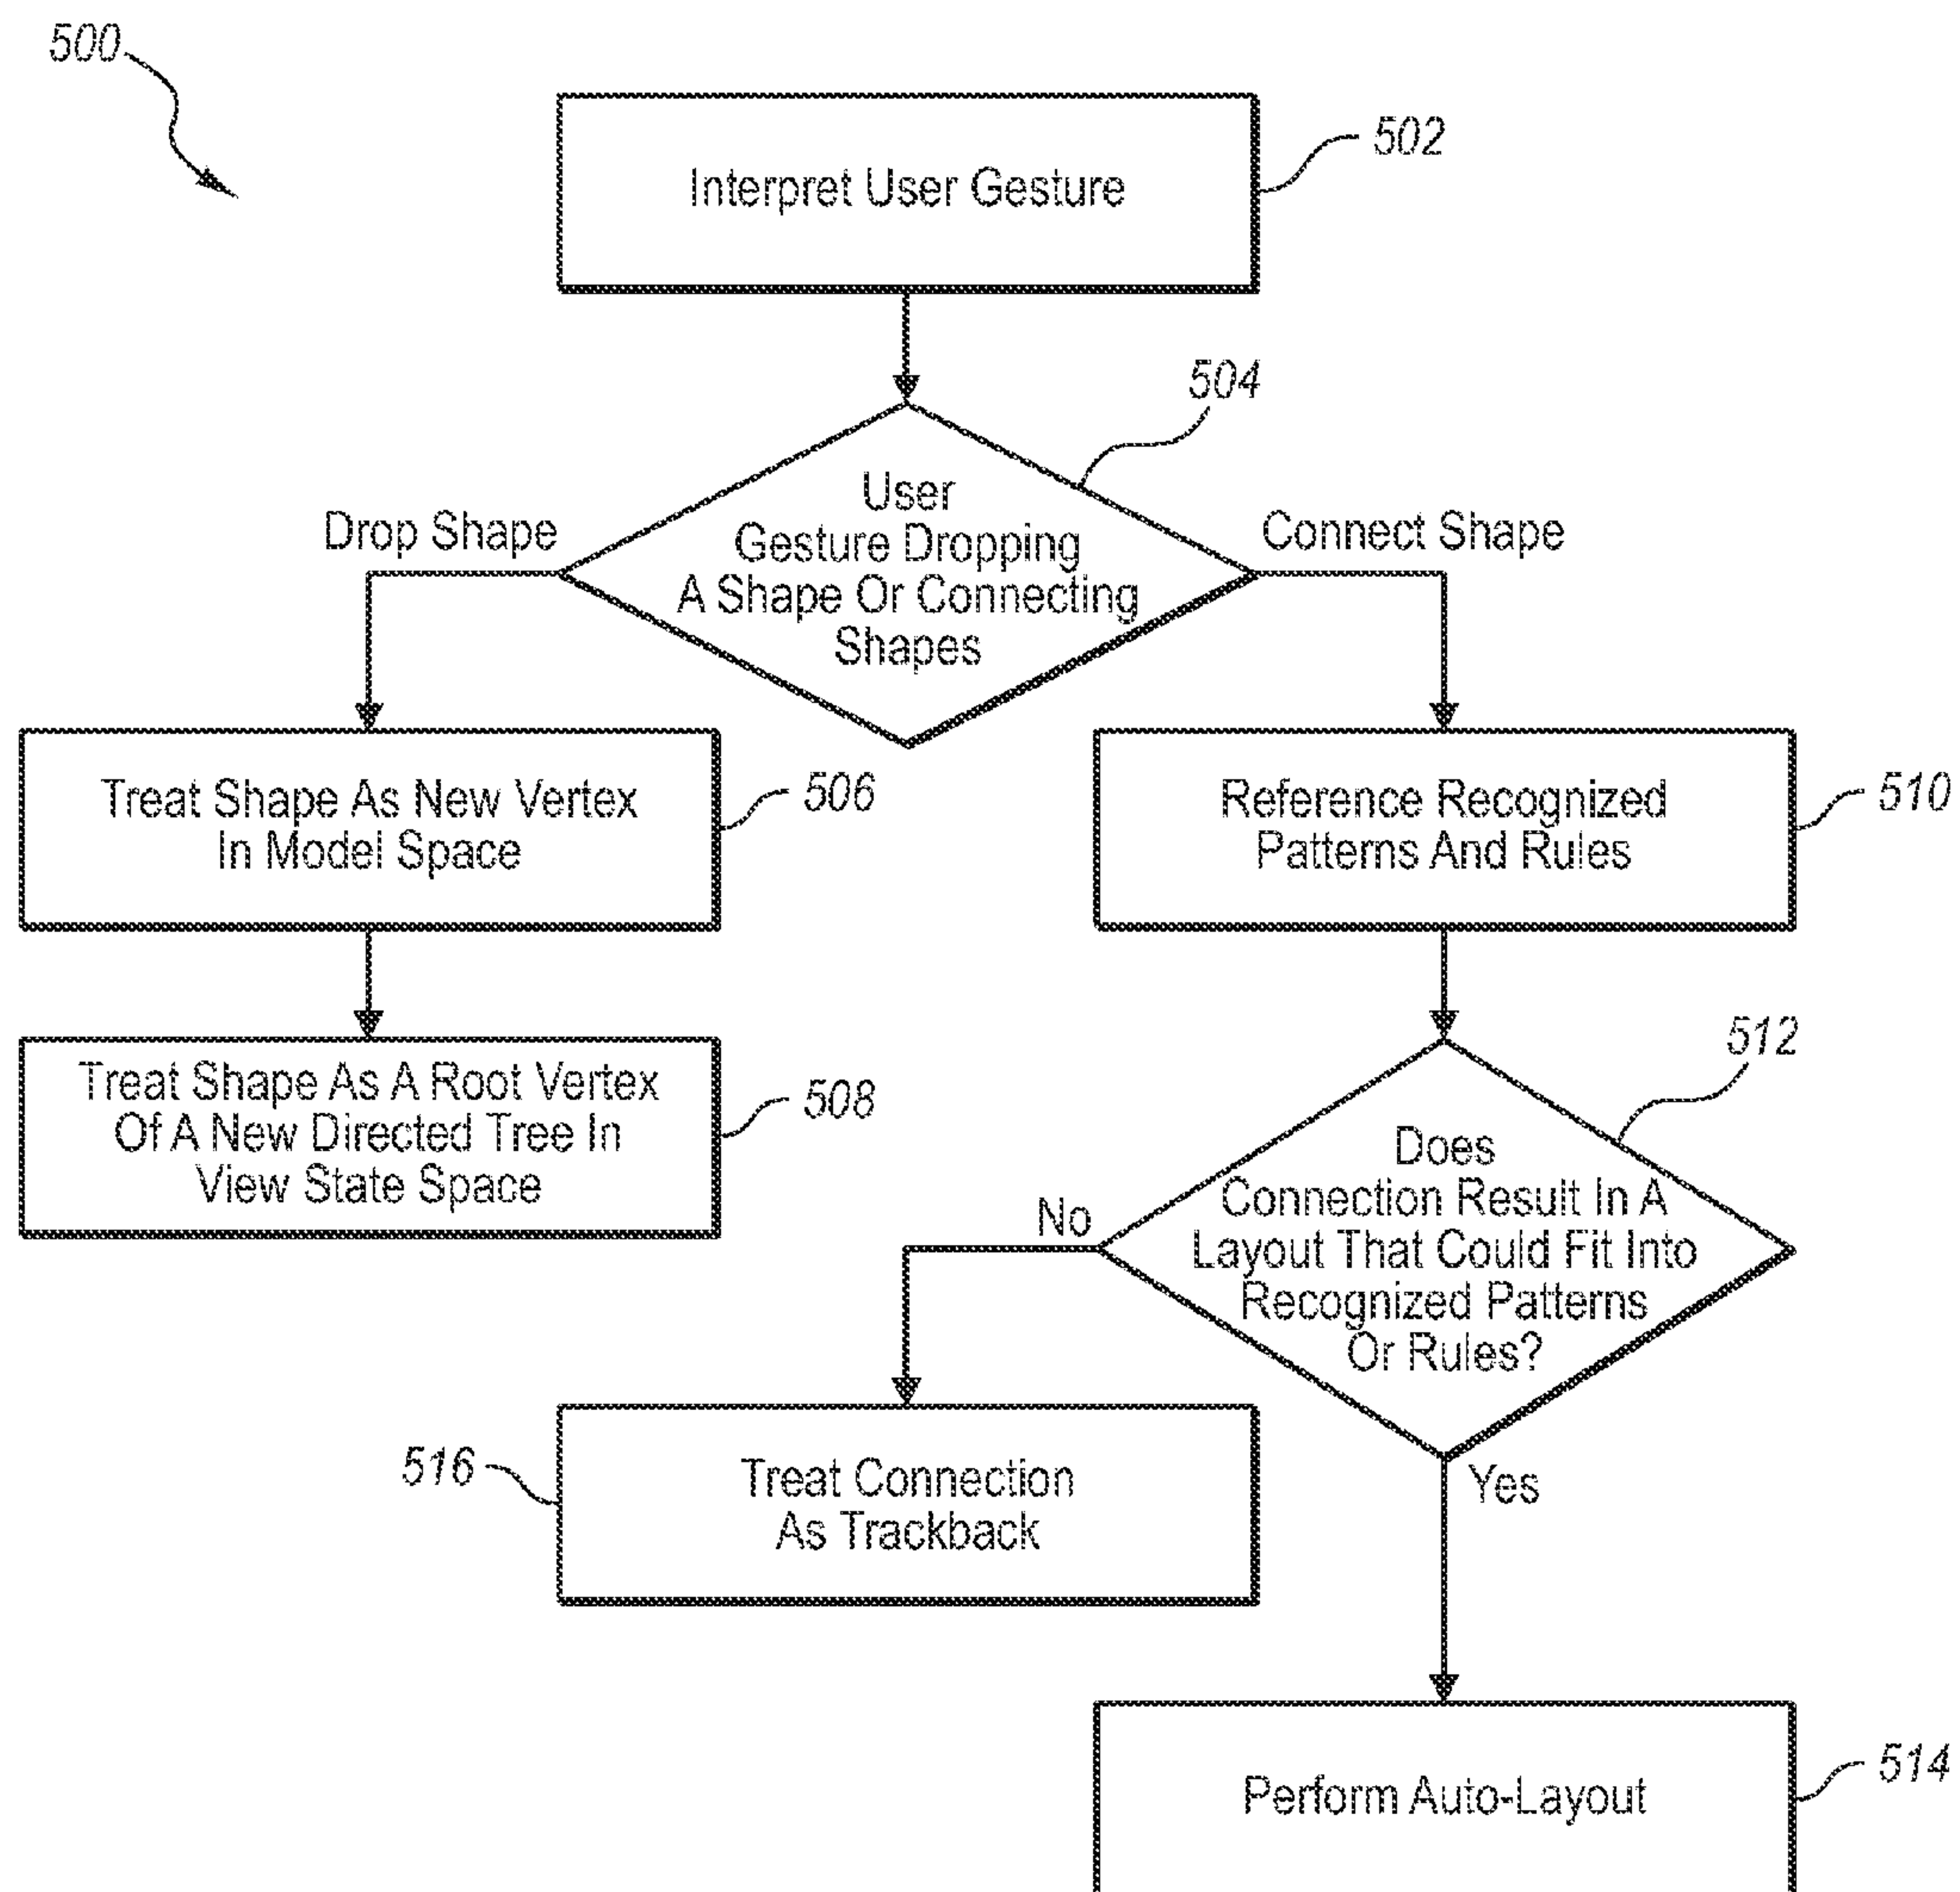 500
Interpret User Gesture
502
504
User
Gesture Dropping
A Shape Or Connecting
Shapes
Drop Shape
Connect Shape
Treat Shape As New Vertex
In Model Space
506
Reference Recognized
Patterns And Rules
510
Treat Shape As A Root Vertex
Of A New Directed Tree In
View State Space
508
512
Does
Connection Result In A
Layout That Could Fit Into
Recognized Patterns
Or Rules?
No
516
Treat Connection
As Trackback
Yes
Perform Auto-Layout
514